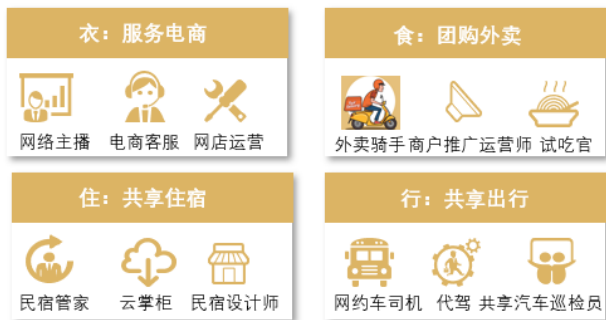 衣：服务电商
网络主播 电商客服 网店运营
食：团购外卖
外卖骑手 商户推广运营师 试吃官
住：共享住宿
民宿管家 云掌柜 民宿设计师
行：共享出行
网约车司机 代驾 共享汽车巡检员